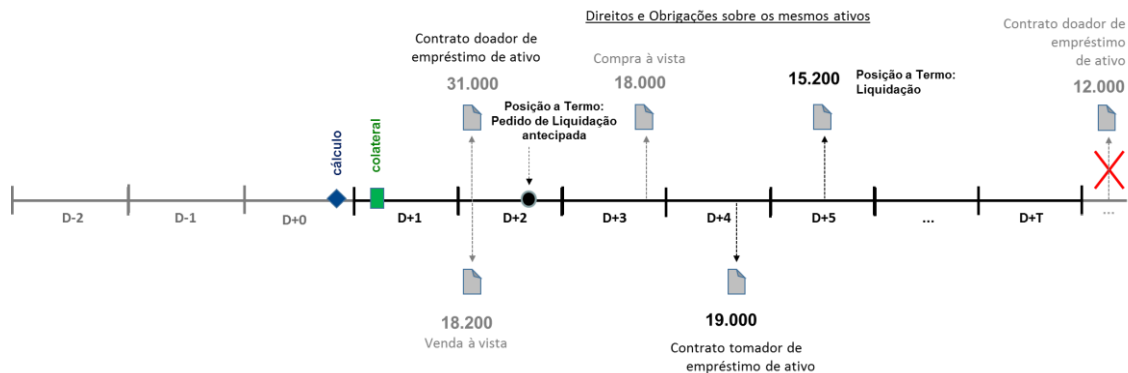 Direitos e Obrigações sobre os mesmos ativos
Contrato doador de
empréstimo de ativo
31.000
Compra à vista
18.000
15.200
Posição a Termo:
Liquidação
Contrato doador de
empréstimo
de ativo
12.000
Posição a Termo:
Pedido de Liquidação
antecipada
cálculo
colateral
D-2
D-1
D+0
D+1
D+2
D+3
D+4
D+5
...
D+T
...
18.200
Venda à vista
19.000
Contrato tomador de
empréstimo de ativo